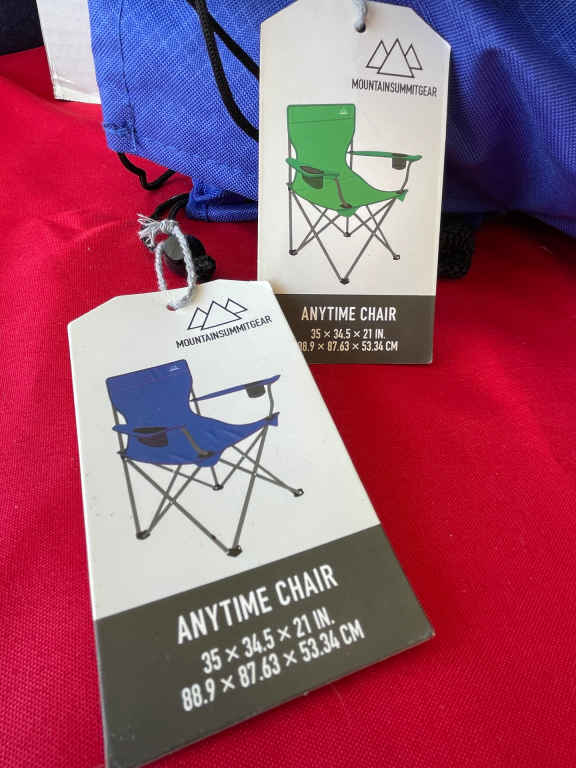 MOUNTAINSUMMITGEAR
ANYTIME CHAIR
35 × 34.5 × 21 IN.
88.9 × 87.63 × 53.34 CM
MOUNTAINSUMMITGEAR
ANYTIME CHAIR
35 × 34.5 × 21 IN.
88.9 × 87.63 × 53.34 CM